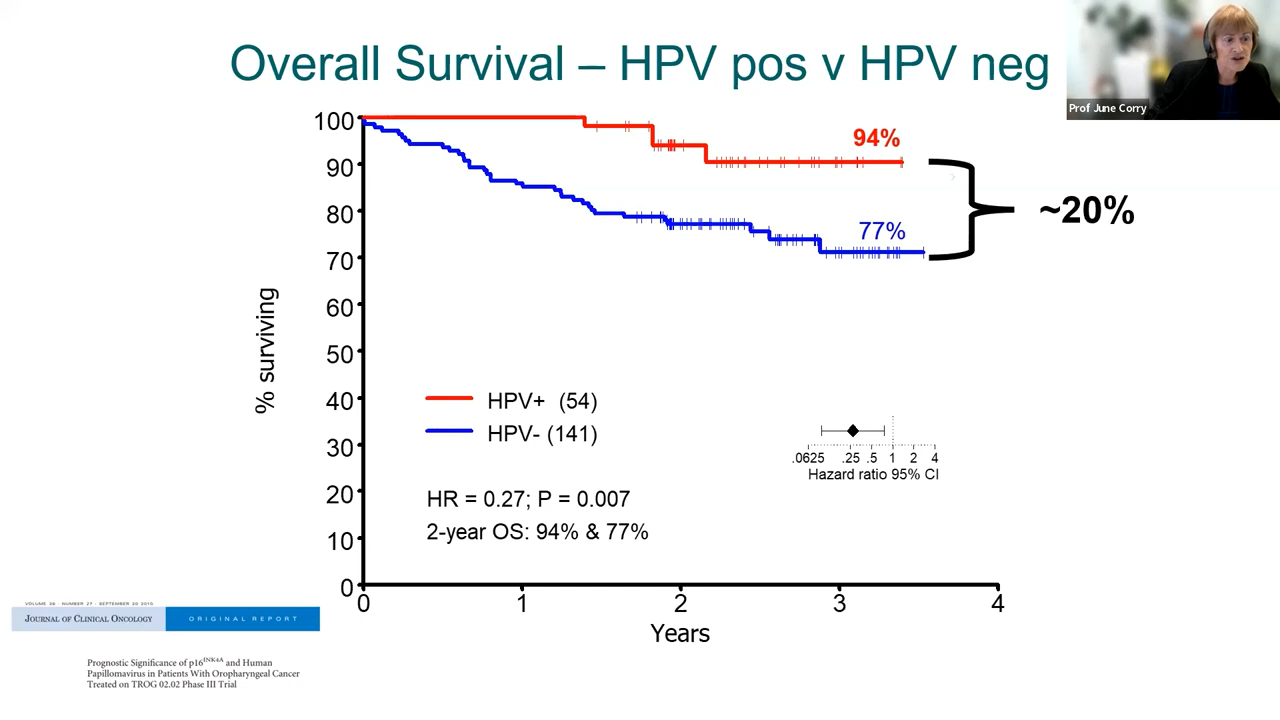 Overall Survival – HPV pos v HPV neg
Prof June Corry
100
90
80
70
60
50
40
30
20
10
0
% surviving
94%
77%
~20%
HPV+ (54)
HPV- (141)
HR = 0.27; P = 0.007
2-year OS: 94% & 77%
.0625 .25 .5 1 2 4
Hazard ratio 95% CI
0 1 2 3 4
Years
VOLUME 28 · NUMBER 27 · SEPTEMBER 20 2010
JOURNAL OF CLINICAL ONCOLOGY ORIGINAL REPORT
Prognostic Significance of p16INK4A and Human
Papillomavirus in Patients With Oropharyngeal Cancer
Treated on TROG 02.02 Phase III Trial